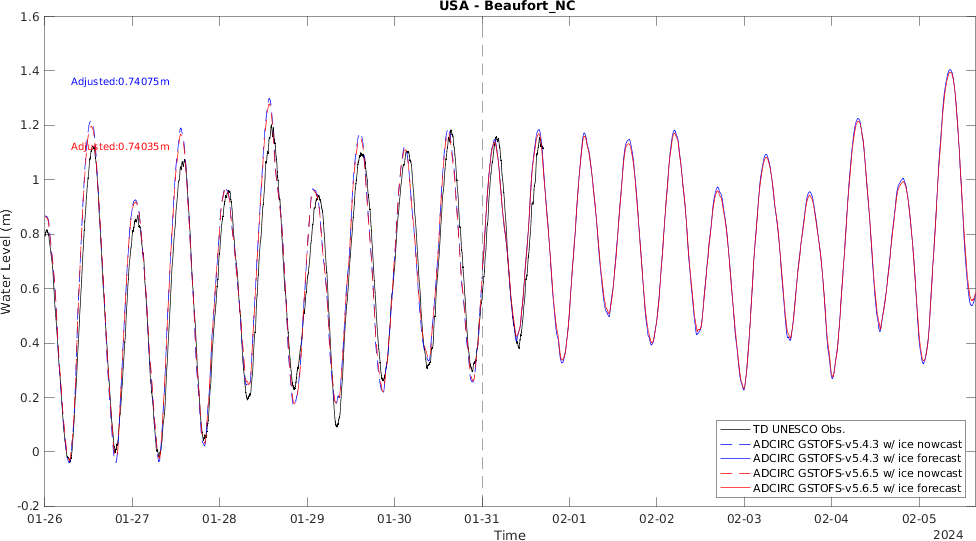 USA - Beaufort_NC
1.6
1.4
1.2
1
0.8
0.6
0.4
0.2
0
-0.2
Water Level (m)
Adjusted:0.74075m
Adjusted:0.74035m
TD UNESCO Obs.
ADCIRC GSTOFS-v5.4.3 w/ ice nowcast
ADCIRC GSTOFS-v5.4.3 w/ ice forecast
ADCIRC GSTOFS-v5.6.5 w/ ice nowcast
ADCIRC GSTOFS-v5.6.5 w/ ice forecast
01-26 01-27 01-28 01-29 01-30 01-31 02-01 02-02 02-03 02-04 02-05
Time
2024